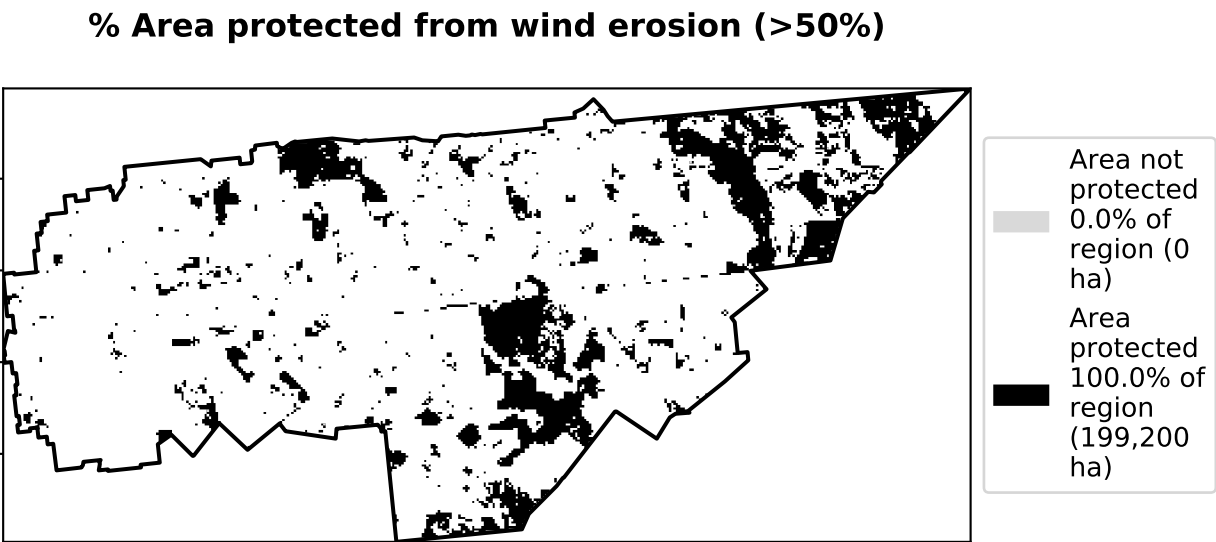 % Area protected from wind erosion (>50%)
Area not
protected
0.0% of
region (0
ha)
Area
protected
100.0% of
region
(199,200
ha)